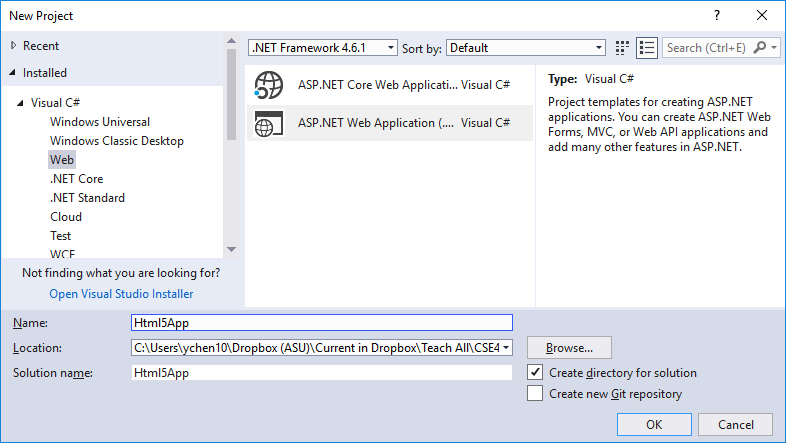 New Project
Recent
.NET Framework 4.6.1 Sort by: Default Search (Ctrl+E)
Installed
Visual C#
Windows Universal
Windows Classic Desktop
Web
.NET Core
.NET Standard
Cloud
Test
WCF
Not finding what you are looking for?
Open Visual Studio Installer
ASP.NET Core Web Applicati... Visual C#
ASP.NET Web Application (.... Visual C#
Type: Visual C#
Project templates for creating ASP.NET
applications. You can create ASP.NET Web
Forms, MVC, or Web API applications and
add many other features in ASP.NET.
Name: Html5App
Location: C:\Users\ychen10\Dropbox (ASU)\Current in Dropbox\Teach All\CSE4 Browse...
Solution name: Html5App
Create directory for solution
Create new Git repository
OK Cancel